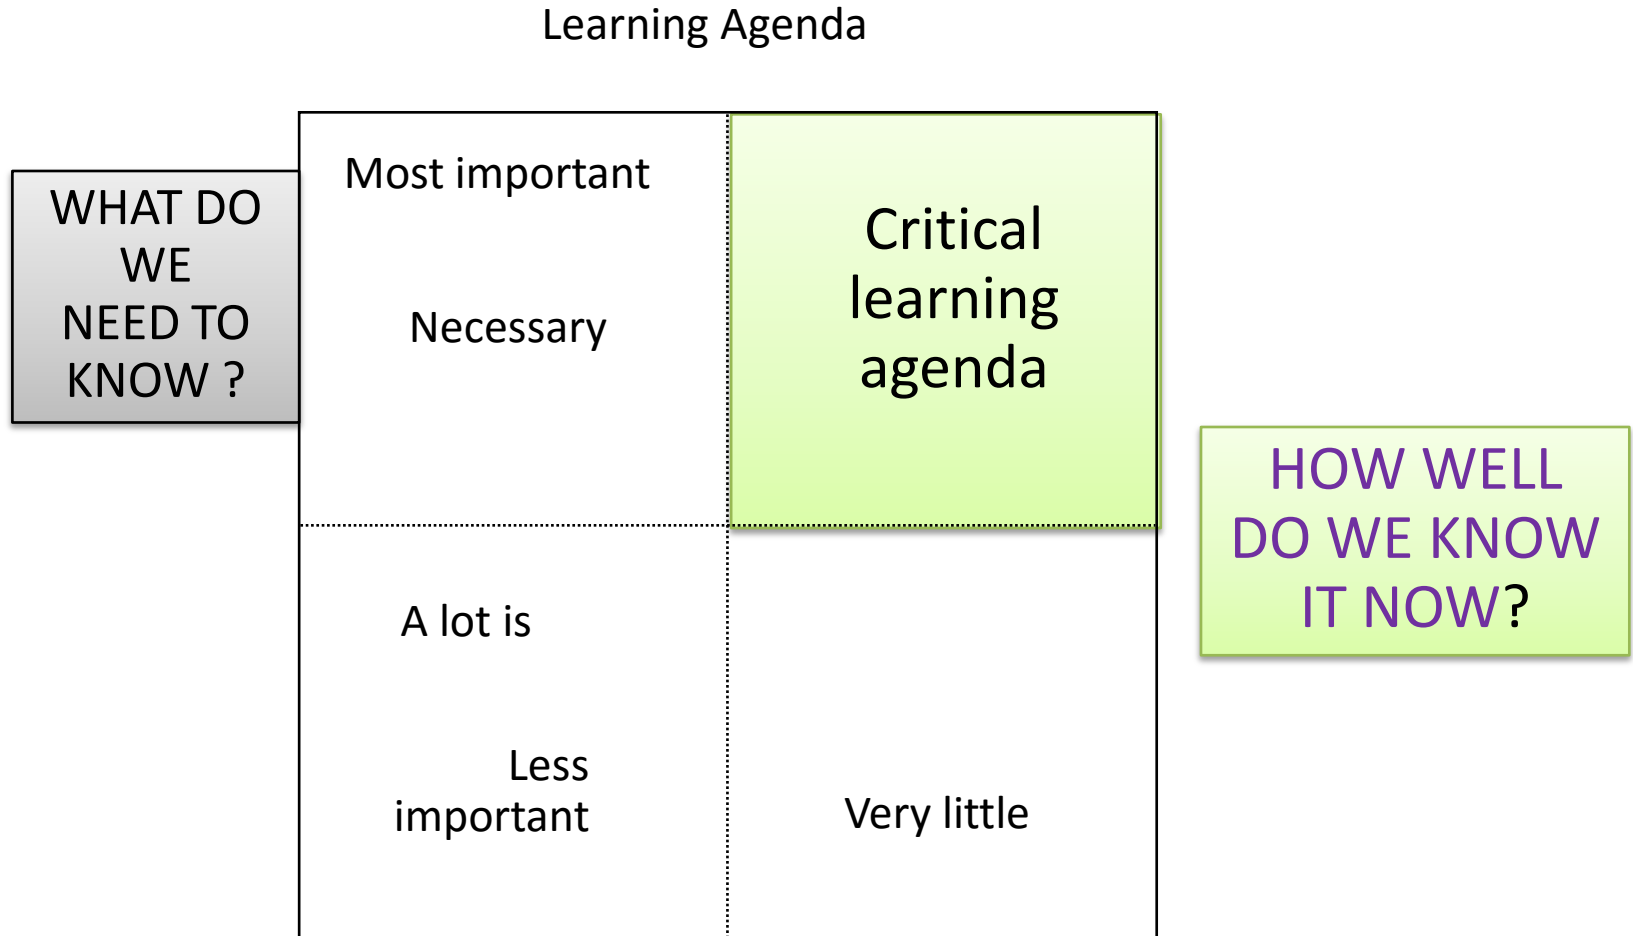 Learning Agenda
WHAT DO
WE
NEED TO
KNOW ?
Most important
Necessary
Critical
learning
agenda
HOW WELL
DO WE KNOW
IT NOW?
A lot is
Less
important
Very little